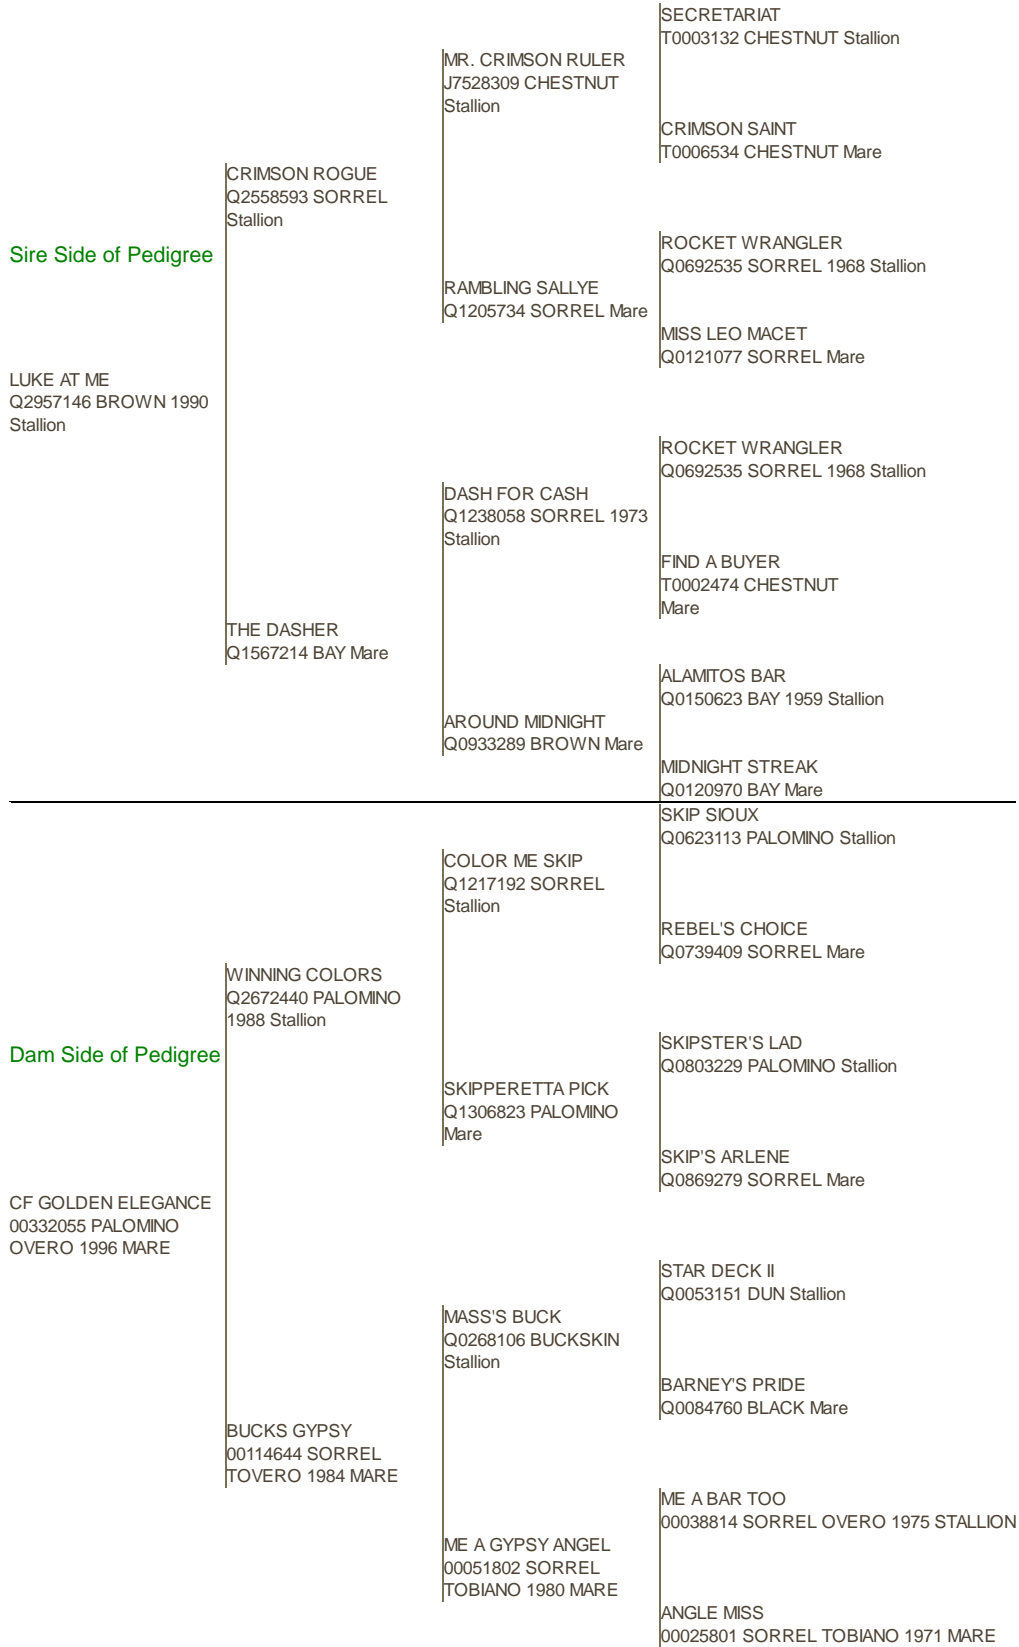 SECRETARIAT
T0003132 CHESTNUT Stallion
MR. CRIMSON RULER
J7528309 CHESTNUT
Stallion
CRIMSON SAINT
T0006534 CHESTNUT Mare
CRIMSON ROGUE
Q2558593 SORREL
Stallion
Sire Side of Pedigree
ROCKET WRANGLER
Q0692535 SORREL 1968 Stallion
RAMBLING SALLYE
Q1205734 SORREL Mare
MISS LEO MACET
Q0121077 SORREL Mare
LUKE AT ME
Q2957146 BROWN 1990
Stallion
ROCKET WRANGLER
Q0692535 SORREL 1968 Stallion
DASH FOR CASH
Q1238058 SORREL 1973
Stallion
FIND A BUYER
T0002474 CHESTNUT
Mare
THE DASHER
Q1567214 BAY Mare
ALAMITOS BAR
Q0150623 BAY 1959 Stallion
AROUND MIDNIGHT
Q0933289 BROWN Mare
MIDNIGHT STREAK
Q0120970 BAY Mare
SKIP SIOUX
Q0623113 PALOMINO Stallion
COLOR ME SKIP
Q1217192 SORREL
Stallion
REBEL'S CHOICE
Q0739409 SORREL Mare
WINNING COLORS
Q2672440 PALOMINO
1988 Stallion
Dam Side of Pedigree
SKIPSTER'S LAD
Q0803229 PALOMINO Stallion
SKIPPERETTA PICK
Q1306823 PALOMINO
Mare
SKIP'S ARLENE
Q0869279 SORREL Mare
CF GOLDEN ELEGANCE
00332055 PALOMINO
OVERO 1996 MARE
STAR DECK II
Q0053151 DUN Stallion
MASS'S BUCK
Q0268106 BUCKSKIN
Stallion
BARNEY'S PRIDE
Q0084760 BLACK Mare
BUCKS GYPSY
00114644 SORREL
TOVERO 1984 MARE
ME A BAR TOO
00038814 SORREL OVERO 1975 STALLION
ME A GYPSY ANGEL
00051802 SORREL
TOBIANO 1980 MARE
ANGLE MISS
00025801 SORREL TOBIANO 1971 MARE